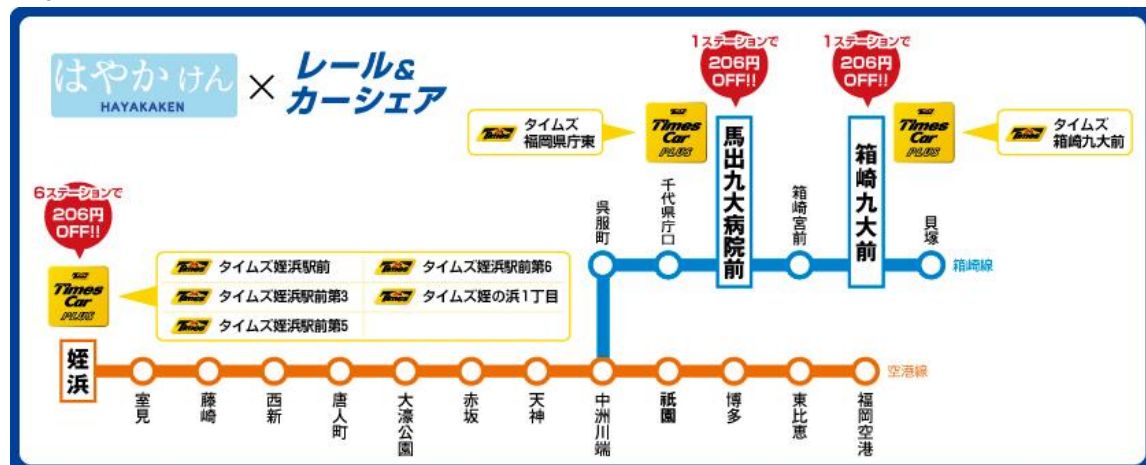 はやかけん
HAYAKAKEN
×
レール&
カーシェア
1ステーションで
206円
OFF!!
1ステーションで
206円
OFF!!
Times
タイムズ
福岡県庁東
Times
Car
PLUS
馬出九大病院前
箱崎九大前
Times
Car
PLUS
Times
タイムズ
箱崎九大前
6ステーションで
206円
OFF!!
Times
Car
PLUS
Times タイムズ姪浜駅前
Times タイムズ姪浜駅前第6
Times タイムズ姪浜駅前第3
Times タイムズ姪の浜1丁目
Times タイムズ姪浜駅前第5
呉服町
千代県庁口
箱崎宮前
貝塚
箱崎線
姪浜
室見
藤崎
西新
唐人町
大濠公園
赤坂
天神
中洲川端
祇園
博多
東比恵
福岡空港
空港線